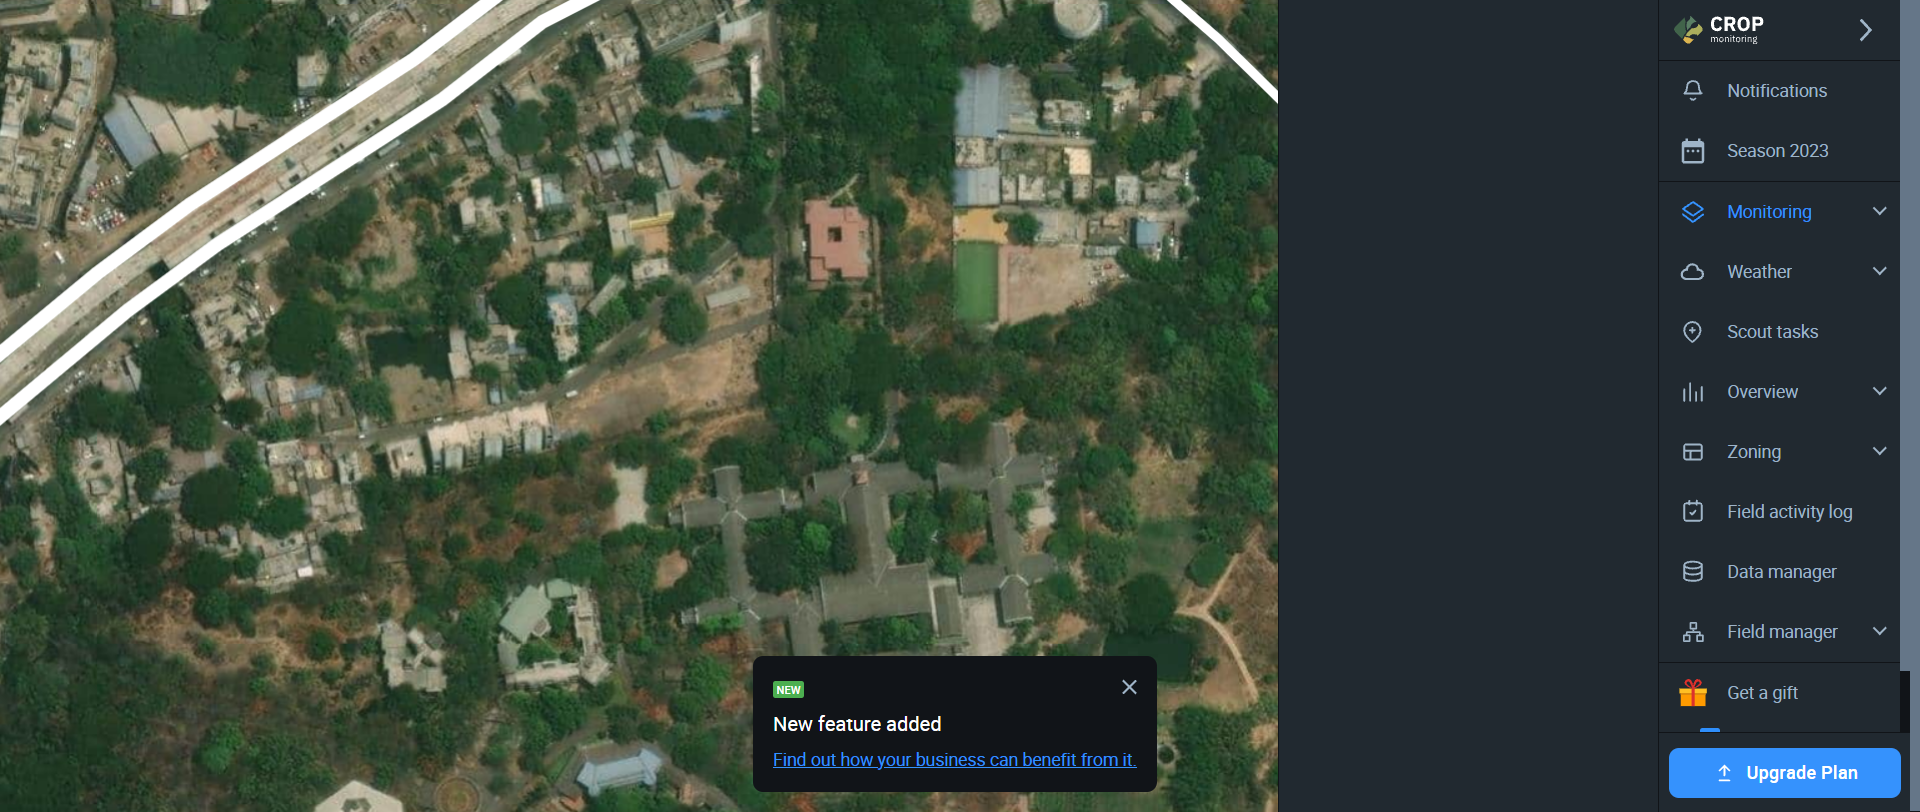 CROP
monitoring
Notifications
Season 2023
Monitoring
Weather
Scout tasks
Overview
Zoning
Field activity log
Data manager
Field manager
Get a gift
Upgrade Plan
NEW
New feature added
Find out how your business can benefit from it.